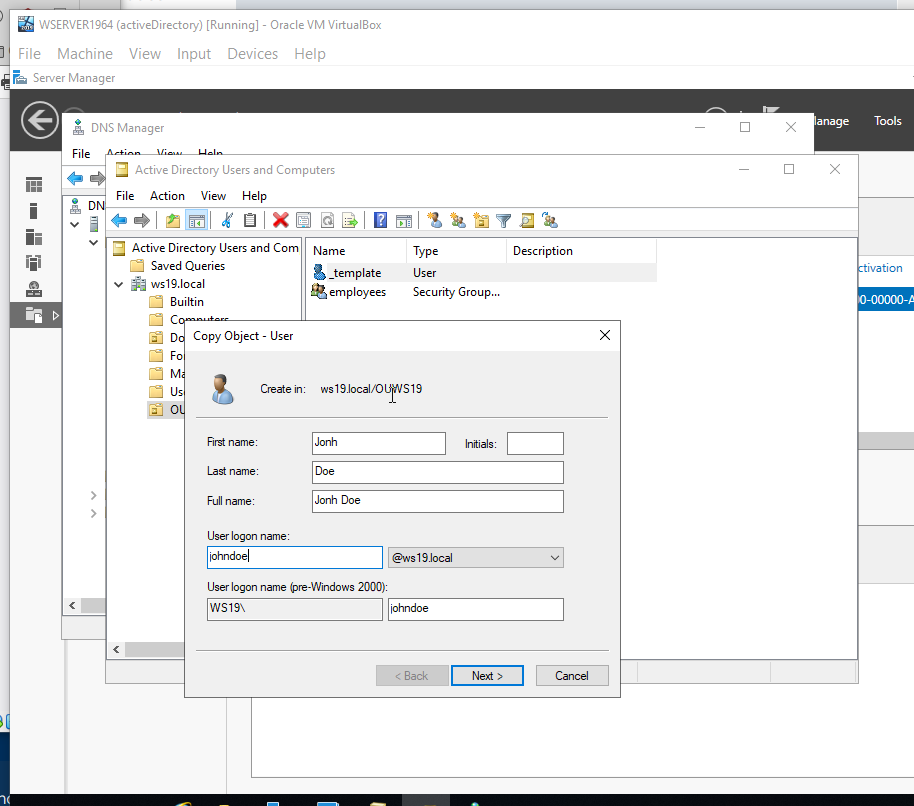 WSERVER1964 (activeDirectory) [Running] - Oracle VM VirtualBox
File Machine View Input Devices Help
Server Manager
Manage Tools
DNS Manager
File Action View Help
Active Directory Users and Computers
File Action View Help
DN
Active Directory Users and Com
Saved Queries
ws19.local
Builtin
Computers
Do
Fo
Ma
Us
OU
Name Type Description
_template User
employees Security Group...
ctivation
00-00000-A
Copy Object - User
Create in: ws19.local/OUWS19
First name: Jonh Initials:
Last name: Doe
Full name: Jonh Doe
User logon name:
johndoe @ws19.local
User logon name (pre-Windows 2000):
WS19\ johndoe
< Back Next > Cancel